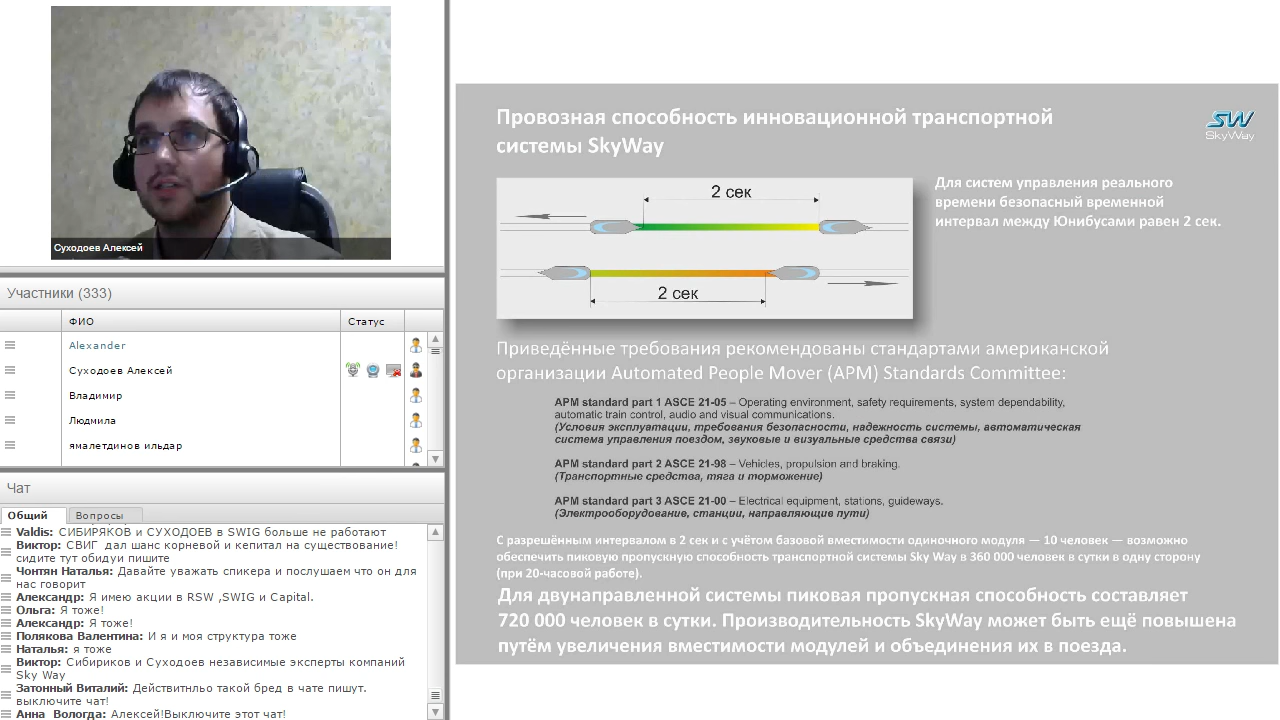 Суходоев Алексей
Участники (333)
ФИО
Статус
Alexander
Суходоев Алексей
Владимир
Людмила
ямалетдинов ильдар
Чат
Общий
Вопросы
Valdis: СИБИРЯКОВ и СУХОДОЕВ в SWIG больше не работают
Виктор: СВИГ дал шанс корневой и кепитал на существование!
сидите тут обидуи пишите
Чонтян Наталья: Давайте уважать спикера и послушаем что он для
нас говорит
Александр: Я имею акции в RSW ,SWIG и Capital.
Ольга: Я тоже!
Александр: Я тоже!
Полякова Валентина: И я и моя структура тоже
Наталья: я тоже
Виктор: Сибириков и Суходоев независимые эксперты компаний
Sky Way
Затонный Виталий: Действитнльо такой бред в чате пишут.
выключите чат!
Анна Вологда: Алексей!Выключите этот чат!
Провозная способность инновационной транспортной
системы SkyWay
SW
SkyWay
2 сек
2 сек
Для систем управления реального
времени безопасный временной
интервал между Юнибусами равен 2 сек.
Приведённые требования рекомендованы стандартами американской
организации Automated People Mover (APM) Standards Committee:
APM standard part 1 ASCE 21-05 – Operating environment, safety requirements, system dependability,
automatic train control, audio and visual communications.
(Условия эксплуатации, требования безопасности, надежность системы, автоматическая
система управления поездом, звуковые и визуальные средства связи)
APM standard part 2 ASCE 21-98 – Vehicles, propulsion and braking.
(Транспортные средства, тяга и торможение)
APM standard part 3 ASCE 21-00 – Electrical equipment, stations, guideways.
(Электрооборудование, станции, направляющие пути)
С разрешённым интервалом в 2 сек и с учётом базовой вместимости одиночного модуля — 10 человек — возможно
обеспечить пиковую пропускную способность транспортной системы Sky Way в 360 000 человек в сутки в одну сторону
(при 20-часовой работе).
Для двунаправленной системы пиковая пропускная способность составляет
720 000 человек в сутки. Производительность SkyWay может быть ещё повышена
путём увеличения вместимости модулей и объединения их в поезда.